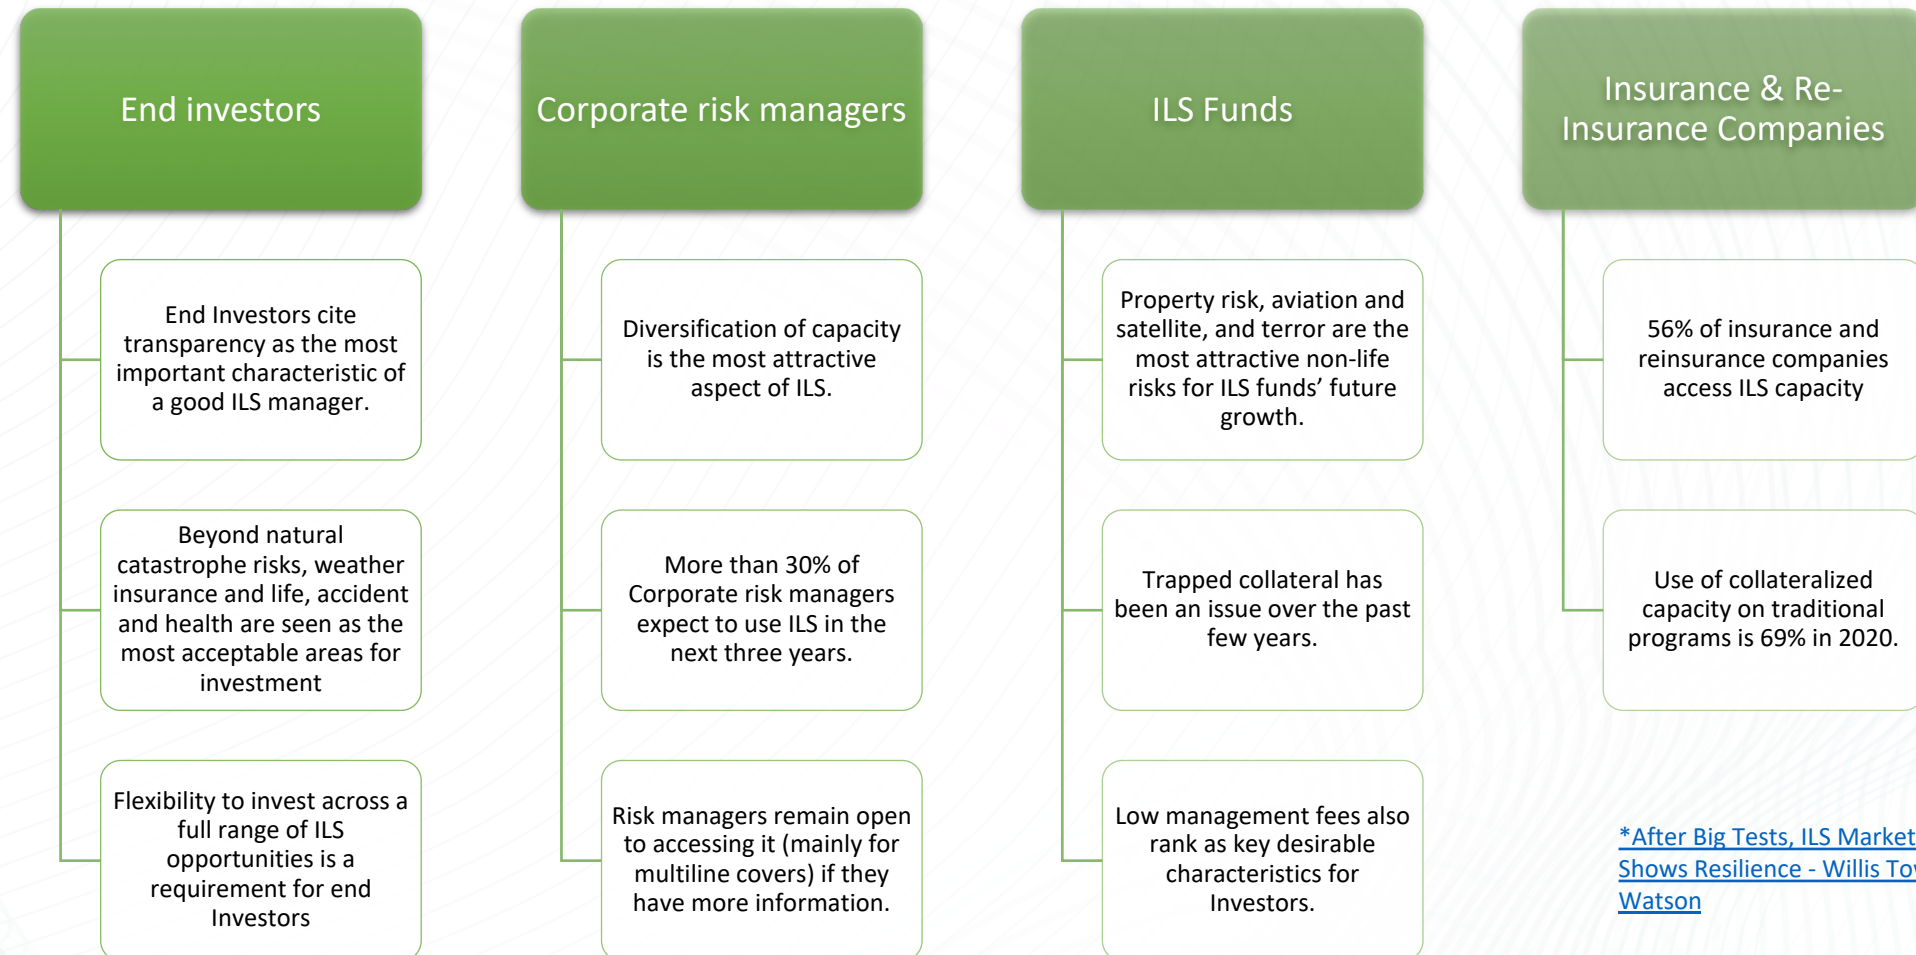 End investors
End Investors cite
transparency as the most
important characteristic of
a good ILS manager.
Beyond natural
catastrophe risks, weather
insurance and life, accident
and health are seen as the
most acceptable areas for
investment
Flexibility to invest across a
full range of ILS
opportunities is a
requirement for end
Investors
Corporate risk managers
Diversification of capacity
is the most attractive
aspect of ILS.
More than 30% of
Corporate risk managers
expect to use ILS in the
next three years.
Risk managers remain open
to accessing it (mainly for
multiline covers) if they
have more information.
ILS Funds
Property risk, aviation and
satellite, and terror are the
most attractive non-life
risks for ILS funds’ future
growth.
Trapped collateral has
been an issue over the past
few years.
Low management fees also
rank as key desirable
characteristics for
Investors.
Insurance & Re-
Insurance Companies
56% of insurance and
reinsurance companies
access ILS capacity
Use of collateralized
capacity on traditional
programs is 69% in 2020.
*After Big Tests, ILS Market
Shows Resilience - Willis
Watson